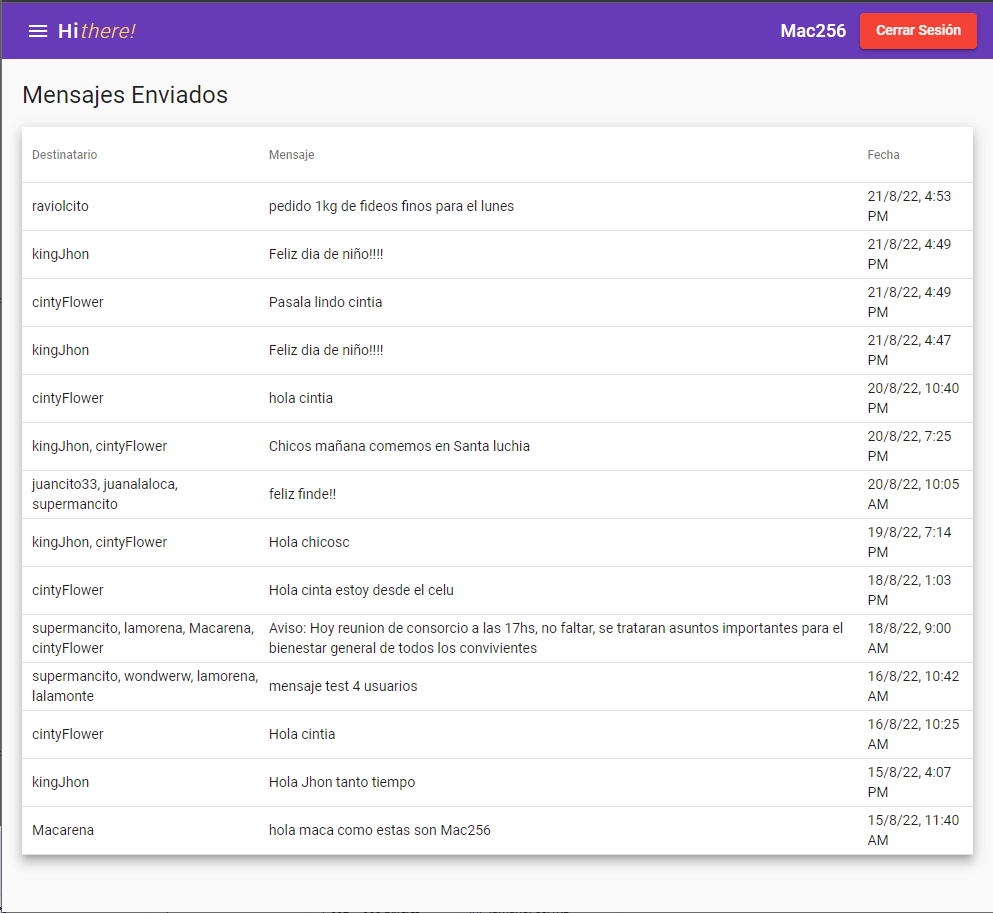 Hi there! Mac256 Cerrar Sesión
Mensajes Enviados
Destinatario Mensaje Fecha
raviolcito pedido 1kg de fideos finos para el lunes 21/8/22, 4:53
PM
kingJhon Feliz dia de niño!!!! 21/8/22, 4:49
PM
cintyFlower Pasala lindo cintia 21/8/22, 4:49
PM
kingJhon Feliz dia de niño!!!! 21/8/22, 4:47
PM
cintyFlower hola cintia 20/8/22, 10:40
PM
kingJhon, cintyFlower Chicos mañana comemos en Santa luchia 20/8/22, 7:25
PM
juancito33, juanalaloca,
supermancito feliz finde!! 20/8/22, 10:05
AM
kingJhon, cintyFlower Hola chicosc 19/8/22, 7:14
PM
cintyFlower Hola cinta estoy desde el celu 18/8/22, 1:03
PM
supermancito, lamorena, Macarena, Aviso: Hoy reunion de consorcio a las 17hs, no faltar, se trataran asuntos importantes para el 18/8/22, 9:00
cintyFlower bienestar general de todos los convivientes AM
supermancito, wondwerw, lamorena,
lalamonte mensaje test 4 usuarios 16/8/22, 10:42
AM
cintyFlower Hola cintia 16/8/22, 10:25
AM
kingJhon Hola Jhon tanto tiempo 15/8/22, 4:07
PM
Macarena hola maca como estas son Mac256 15/8/22, 11:40
AM